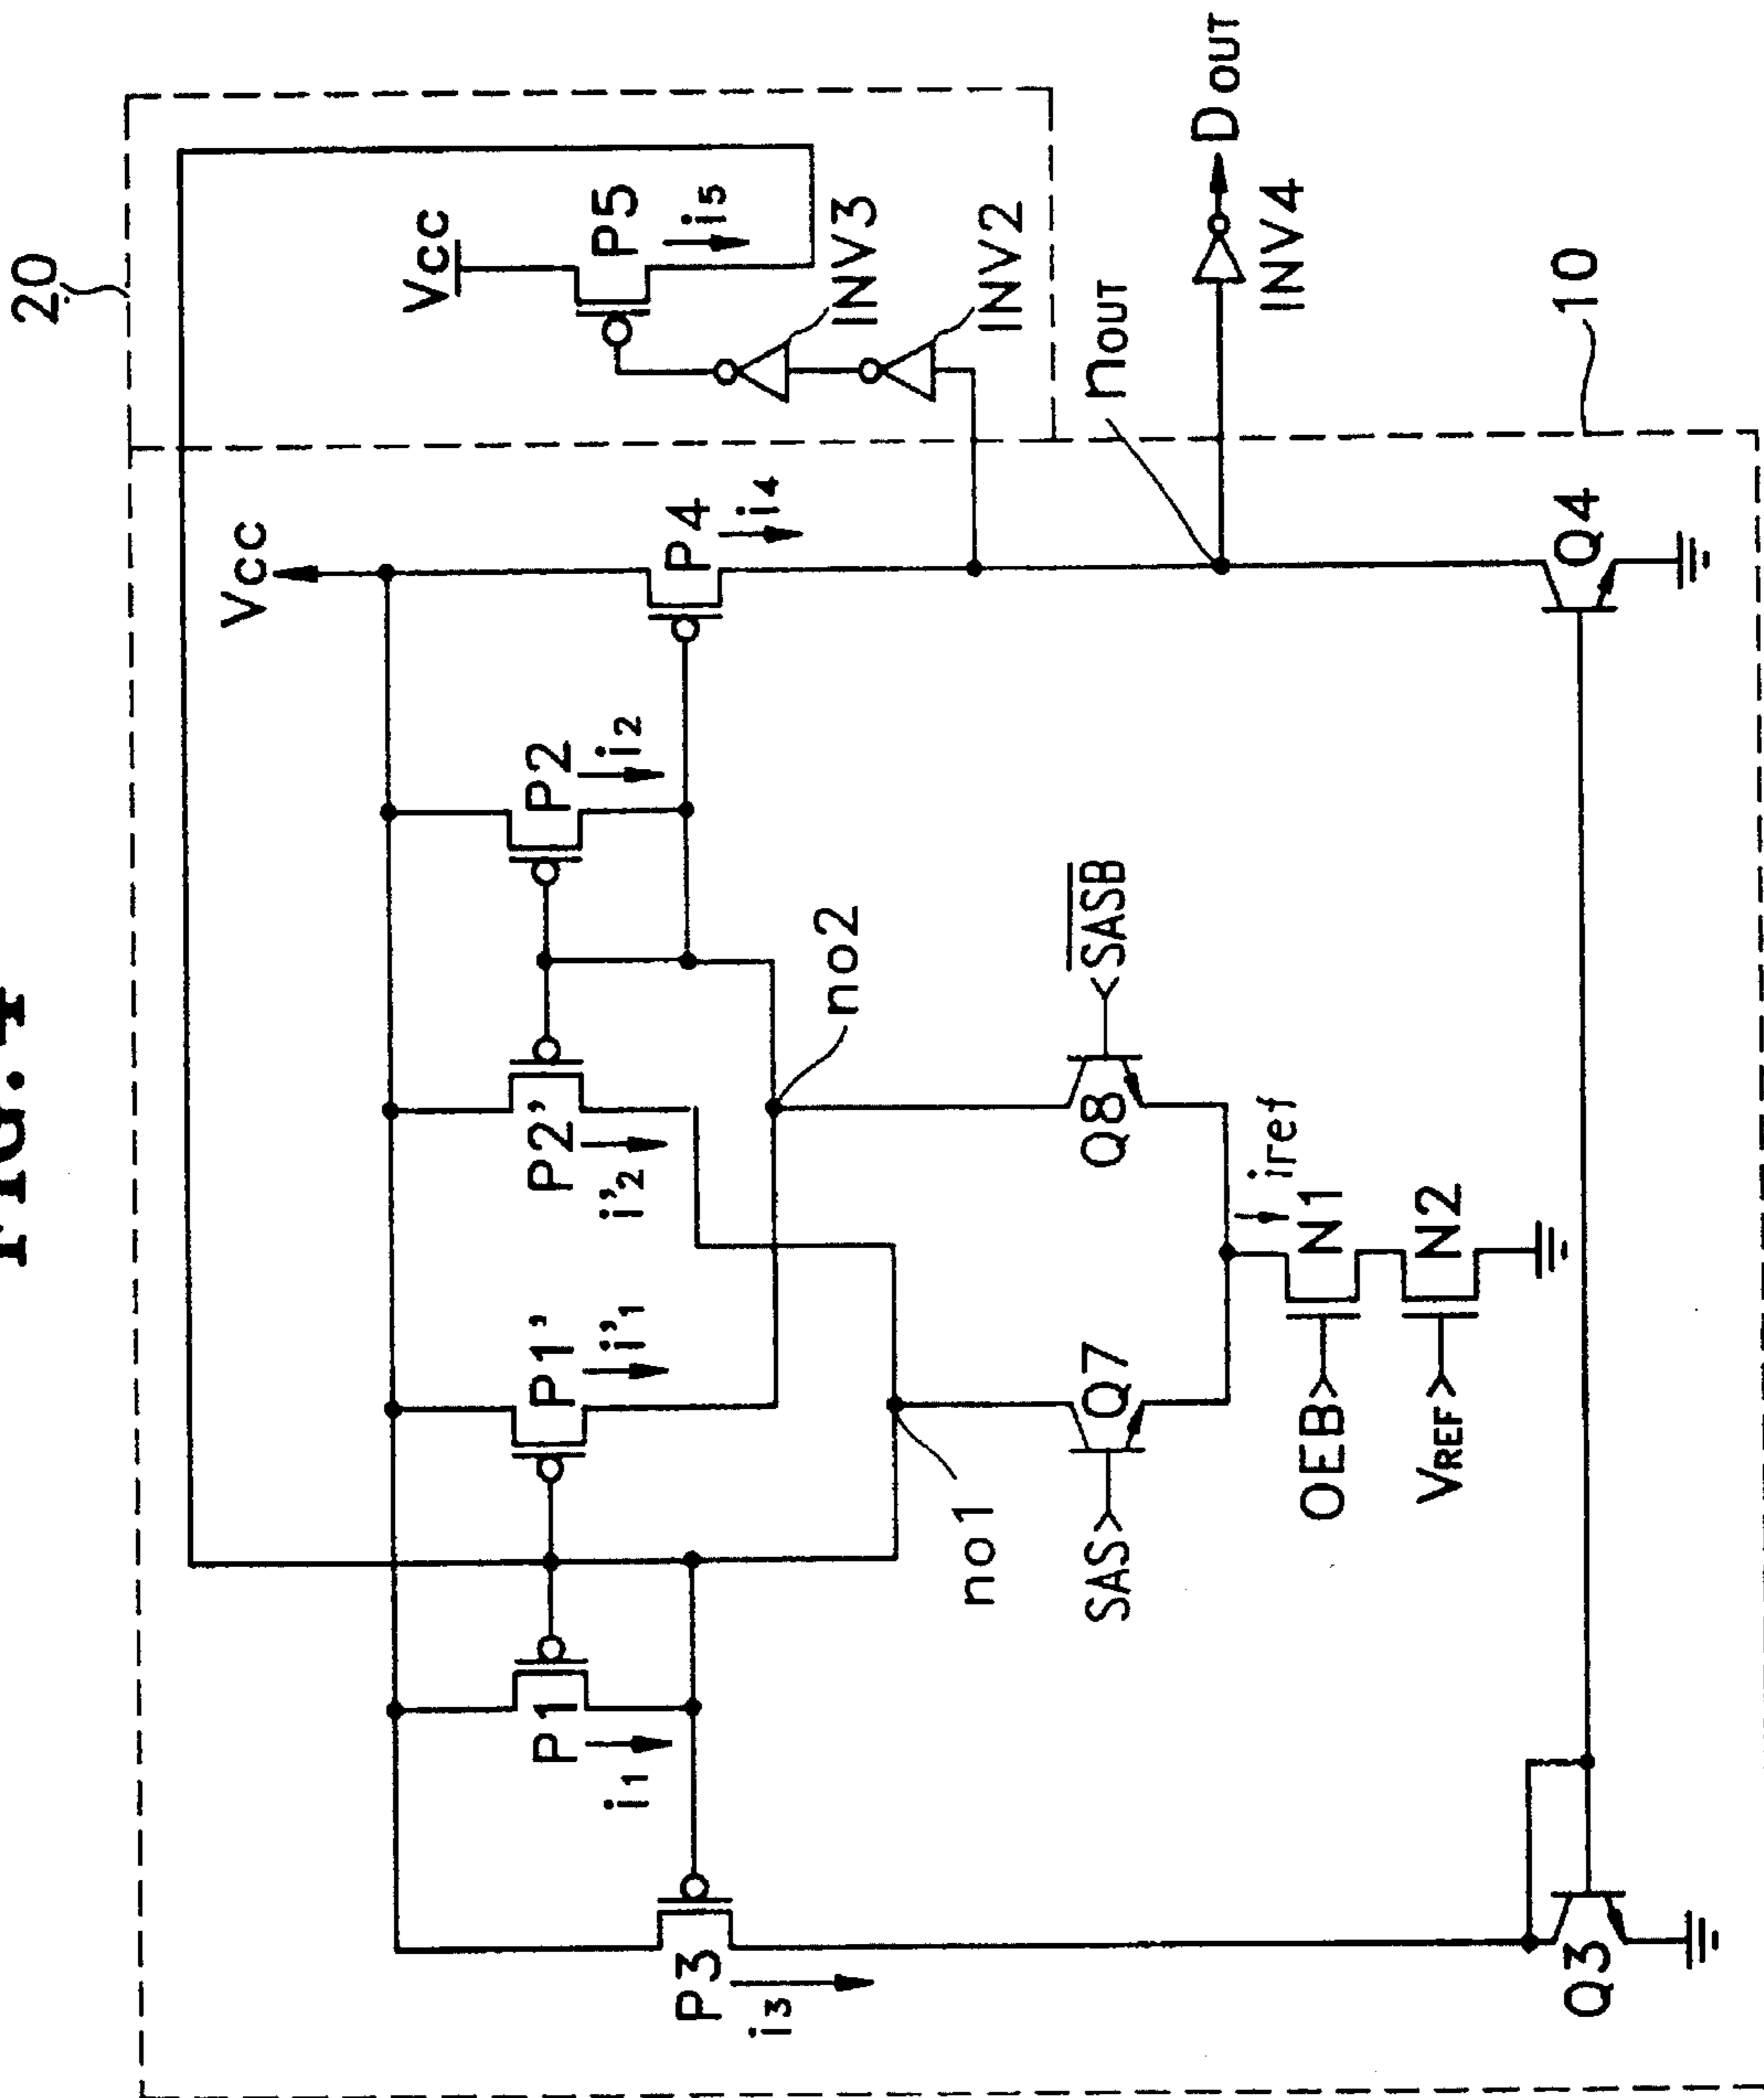 FIG. 4
20
Vcc
Vcc
P5
i5
INV3
INV2
P4
i4
P2
i2
P2'
i'2
P1'
i'1
P1
i1
P3
i3
no2
no1
nOUT
DOUT
INV4
10
SASB
Q8
SAS
Q7
iref
OEB
N1
VREF
N2
Q3
Q4